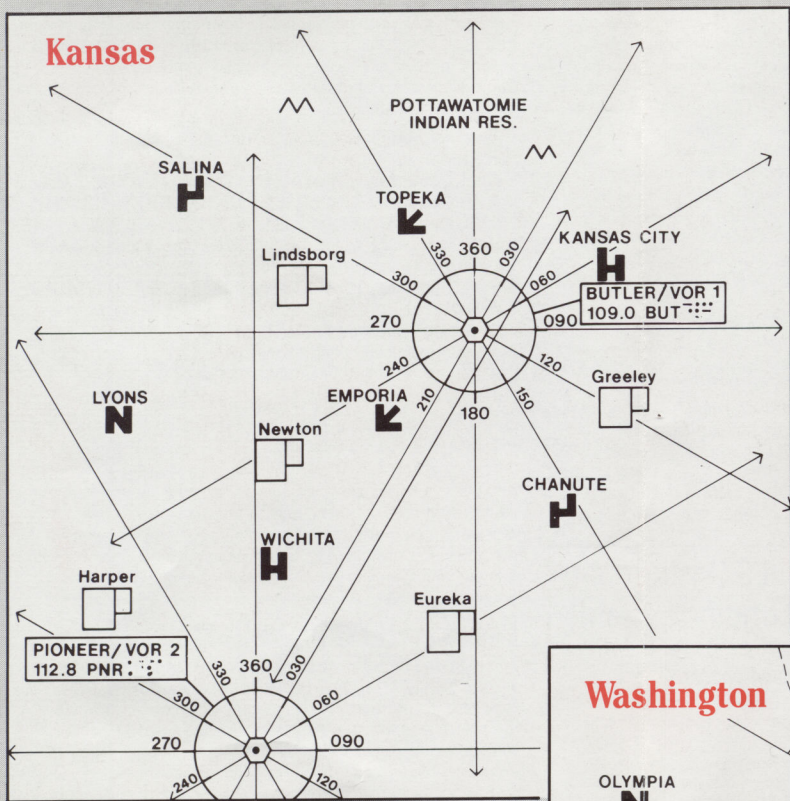 Kansas
POTTAWATOMIE
INDIAN RES.
SALINA
TOPEKA
KANSAS CITY
Lindsborg
330
360
030
300
060
BUTLER/VOR 1
109.0 BUT
270
090
240
120
210
150
180
LYONS
EMPORIA
Greeley
Newton
CHANUTE
WICHITA
Harper
Eureka
PIONEER/VOR 2
112.8 PNR
330
360
030
300
060
270
090
240
120
Washington
OLYMPIA